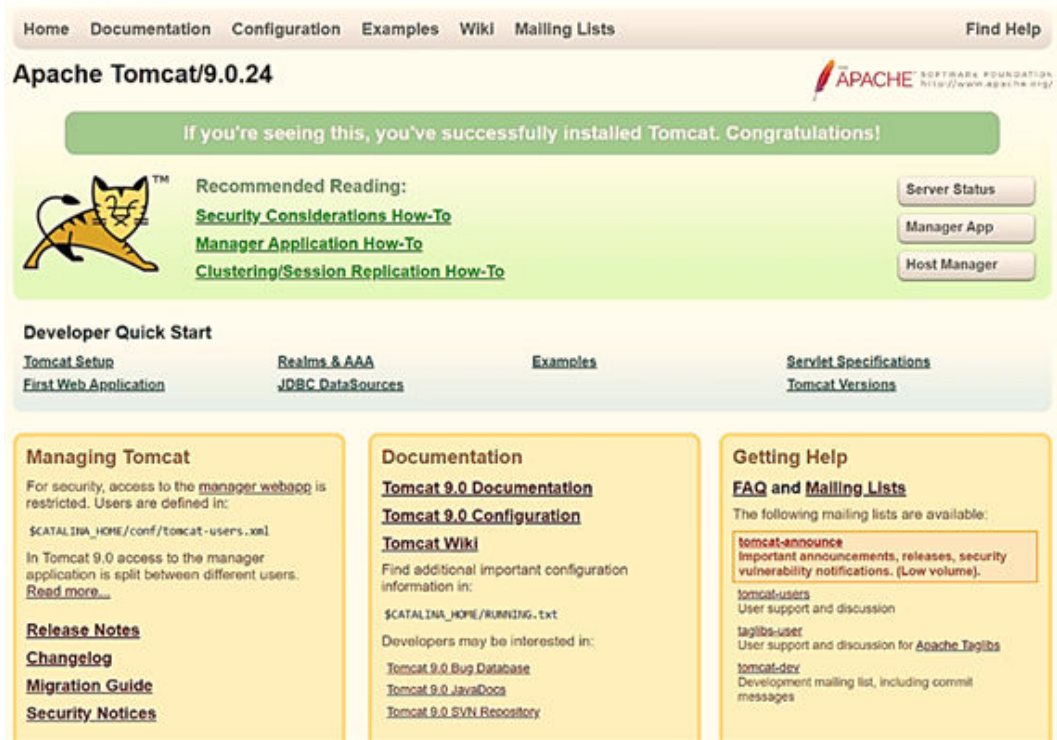 Home Documentation Configuration Examples Wiki Mailing Lists Find Help
Apache Tomcat/9.0.24
THE
APACHE SOFTWARE FOUNDATION
http://www.apache.org/
If you're seeing this, you've successfully installed Tomcat. Congratulations!
TM
Recommended Reading:
Security Considerations How-To
Manager Application How-To
Clustering/Session Replication How-To
Server Status
Manager App
Host Manager
Developer Quick Start
Tomcat Setup
First Web Application
Realms & AAA
JDBC DataSources
Examples
Servlet Specifications
Tomcat Versions
Managing Tomcat
For security, access to the manager webapp is
restricted. Users are defined in:
$CATALINA_HOME/conf/tomcat-users.xml
In Tomcat 9.0 access to the manager
application is split between different users.
Read more...
Release Notes
Changelog
Migration Guide
Security Notices
Documentation
Tomcat 9.0 Documentation
Tomcat 9.0 Configuration
Tomcat Wiki
Find additional important configuration
information in:
$CATALINA_HOME/RUNNING.txt
Developers may be interested in:
Tomcat 9.0 Bug Database
Tomcat 9.0 JavaDocs
Tomcat 9.0 SVN Repository
Getting Help
FAQ and Mailing Lists
The following mailing lists are available:
tomcat-announce
Important announcements, releases, security
vulnerability notifications. (Low volume).
tomcat-users
User support and discussion
taglibs-user
User support and discussion for Apache Taglibs
tomcat-dev
Development mailing list, including commit
messages